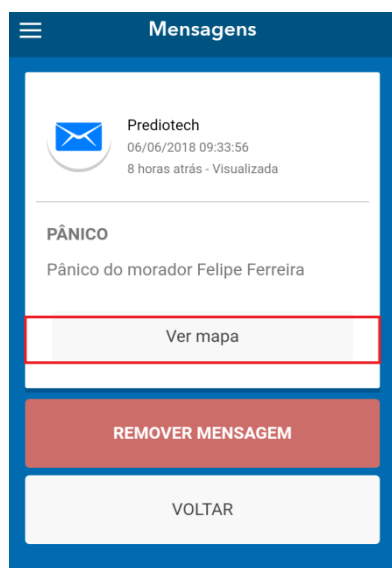 Mensagens
Prediotech
06/06/2018 09:33:56
8 horas atrás - Visualizada
PÂNICO
Pânico do morador Felipe Ferreira
Ver mapa
REMOVER MENSAGEM
VOLTAR